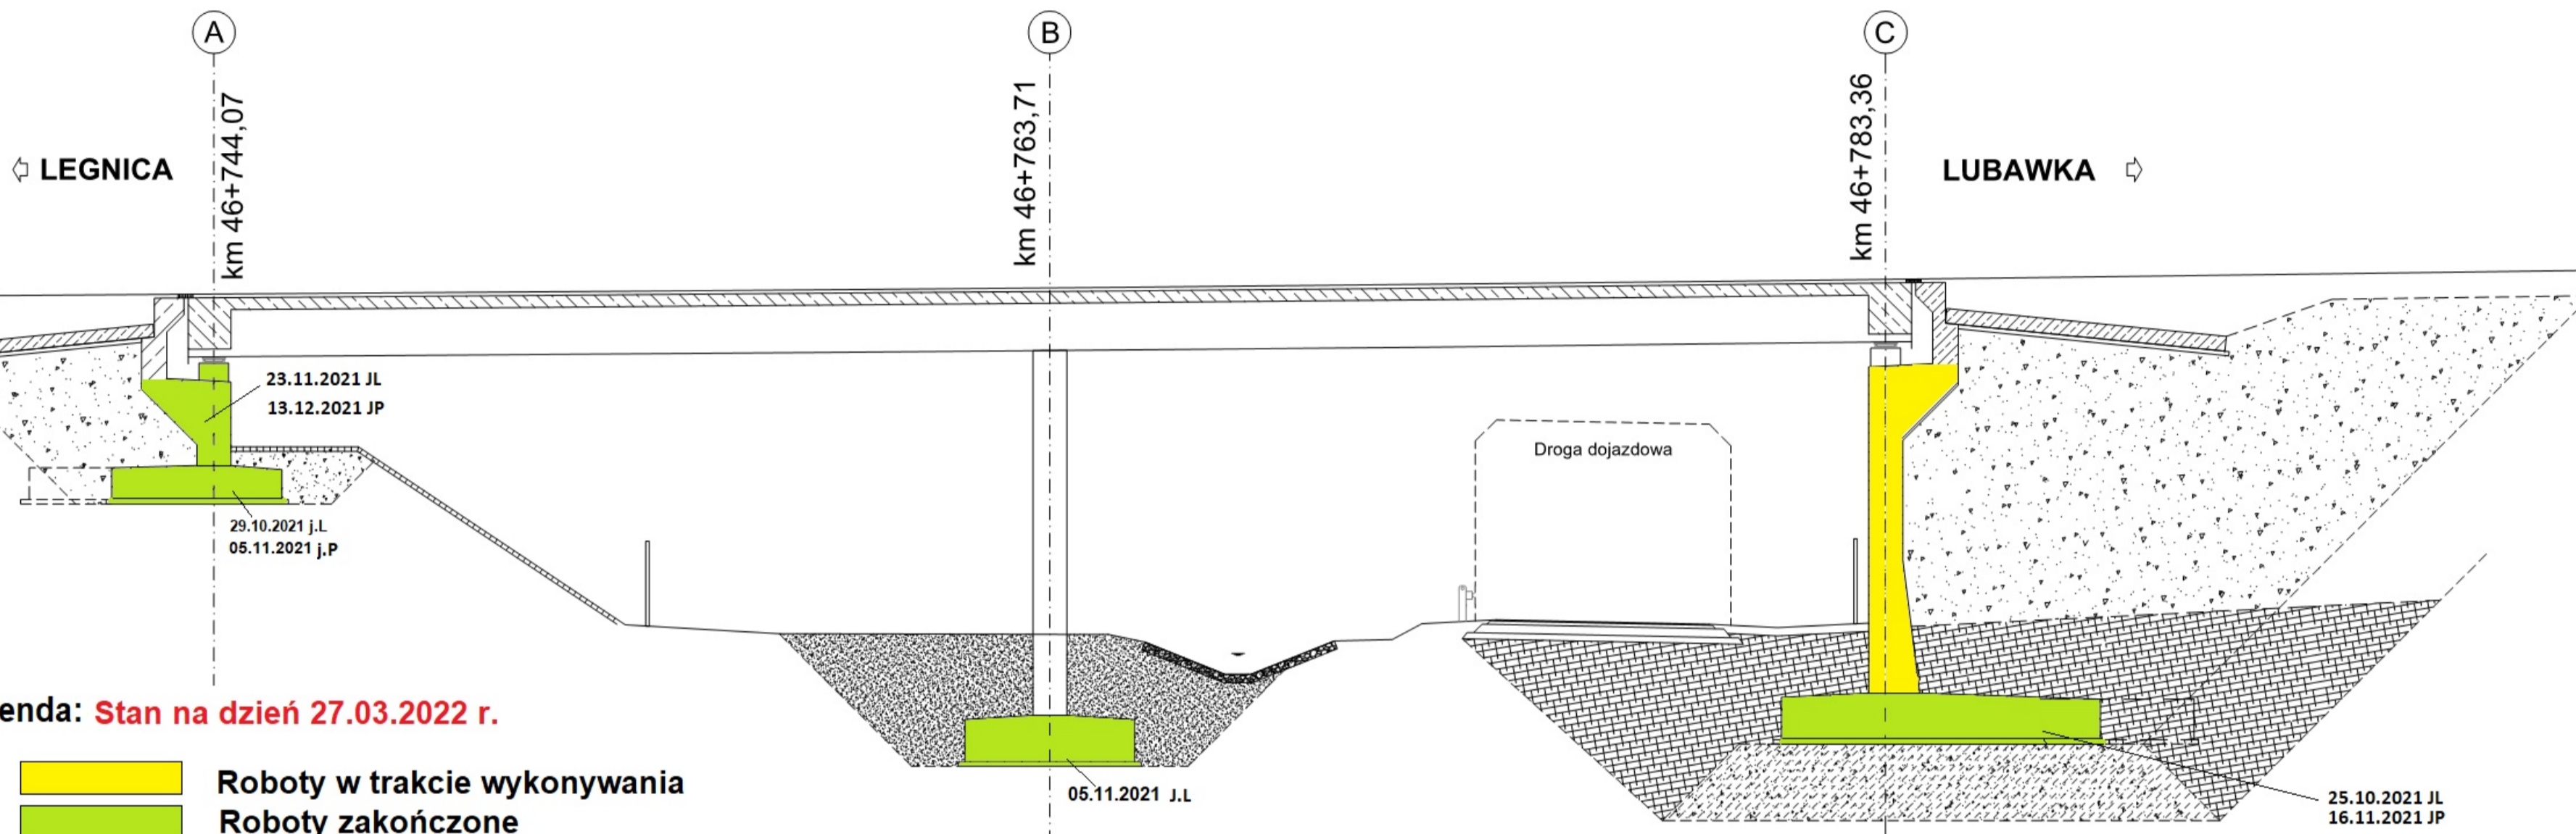 A
B
C
km 46+744,07
km 46+763,71
km 46+783,36
LEGNICA
LUBAWKA
23.11.2021 JL
13.12.2021 JP
Droga dojazdowa
29.10.2021 j.L
05.11.2021 j.P
enda: Stan na dzień 27.03.2022 r.
Roboty w trakcie wykonywania
Roboty zakończone
05.11.2021 J.L
25.10.2021 JL
16.11.2021 JP